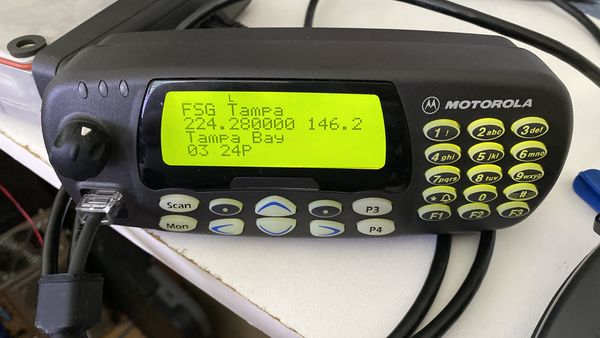 L
FSG Tampa
224.280000 146.2
Tampa Bay
03 24P
MOTOROLA
1 2abc 3def
4ghi 5jkl 6mno
7pqrs 8tuv 9wxyz
* 0 #
F1 F2 F3
Scan P3
Mon P4